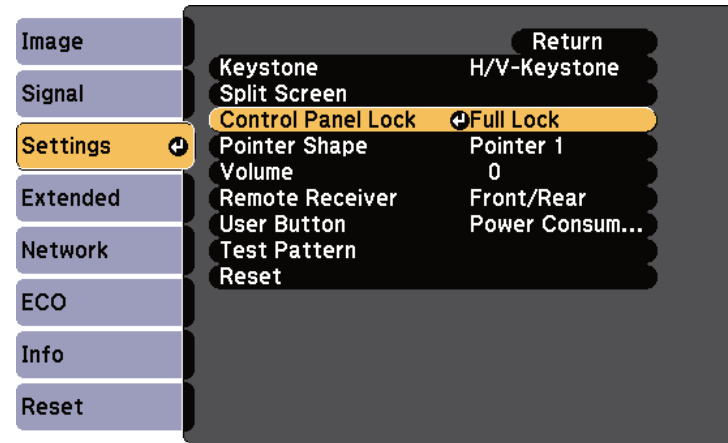 Image
Signal
Settings
Extended
Network
ECO
Info
Reset
Return
Keystone H/V-Keystone
Split Screen
Control Panel Lock Full Lock
Pointer Shape Pointer 1
Volume 0
Remote Receiver Front/Rear
User Button Power Consum...
Test Pattern
Reset